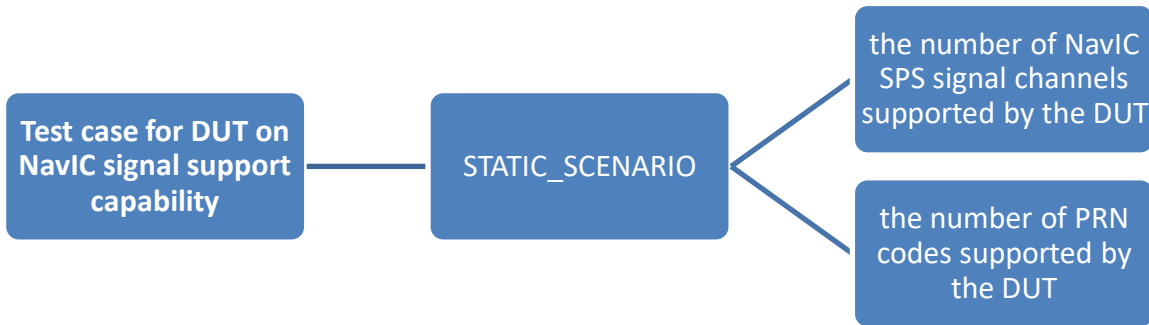 Test case for DUT on
NavIC signal support
capability
STATIC_SCENARIO
the number of NavIC
SPS signal channels
supported by the DUT
the number of PRN
codes supported by
the DUT